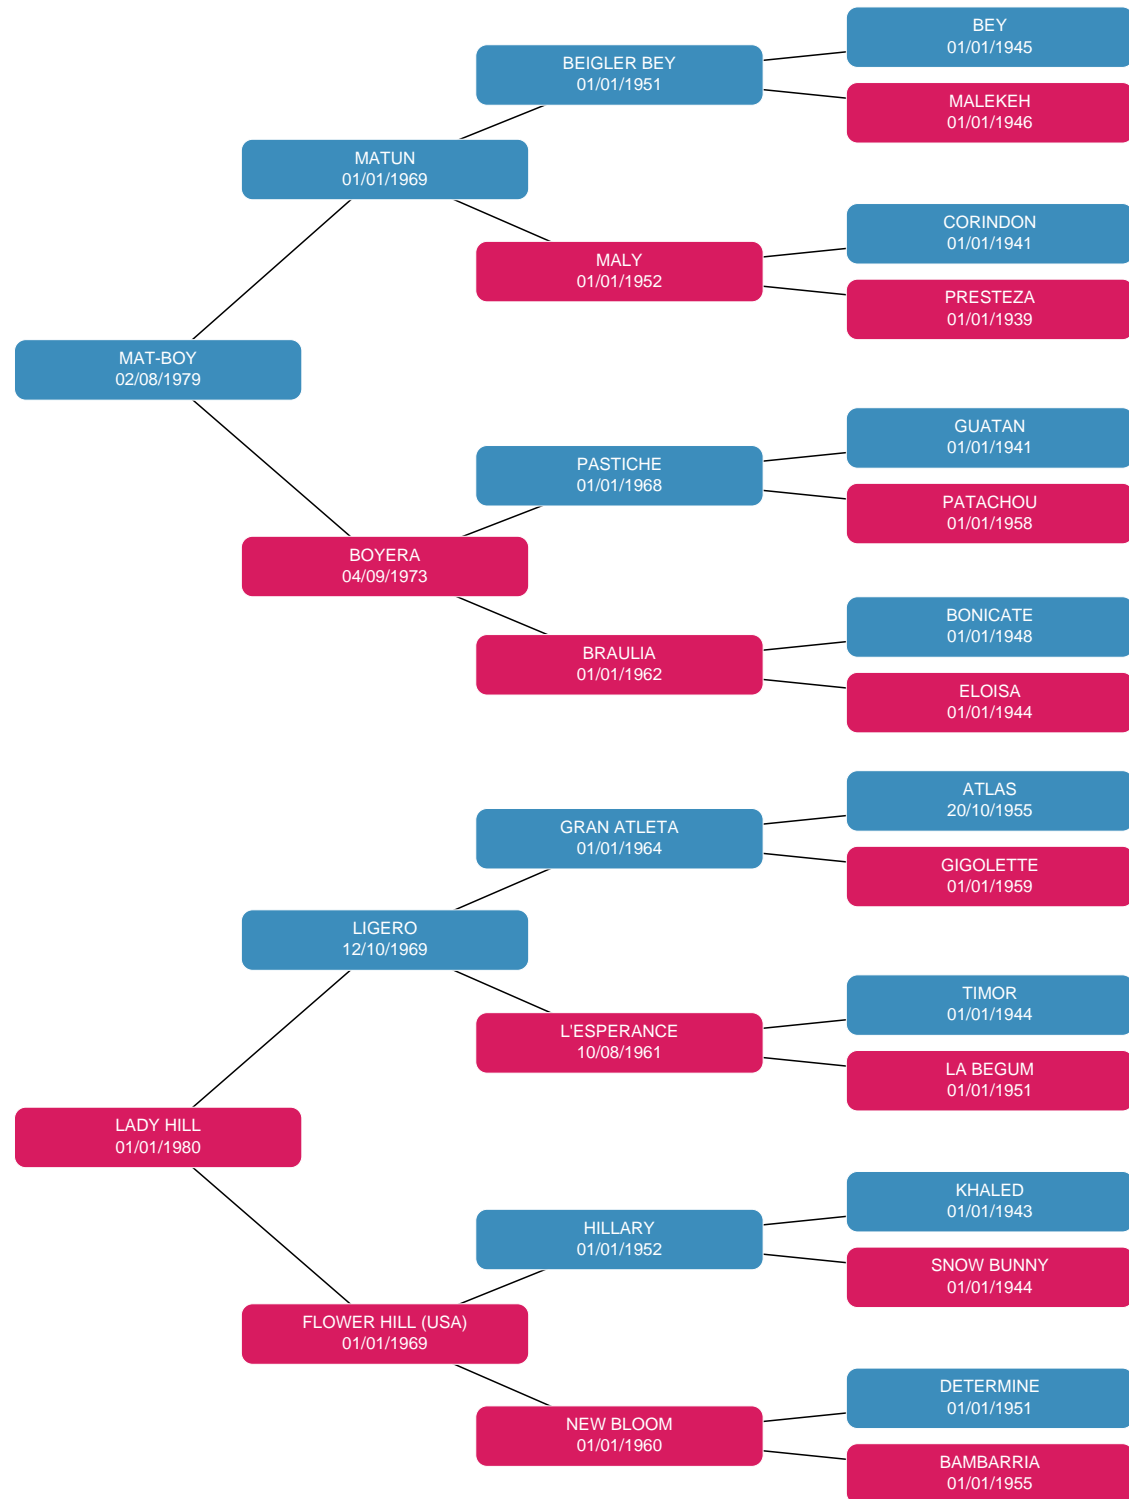 BEY
01/01/1945
BEIGLER BEY
01/01/1951
MALEKEH
01/01/1946
MATUN
01/01/1969
CORINDON
01/01/1941
MALY
01/01/1952
PRESTEZA
01/01/1939
MAT-BOY
02/08/1979
GUATAN
01/01/1941
PASTICHE
01/01/1968
PATACHOU
01/01/1958
BOYERA
04/09/1973
BONICATE
01/01/1948
BRAULIA
01/01/1962
ELOISA
01/01/1944
ATLAS
20/10/1955
GRAN ATLETA
01/01/1964
GIGOLETTE
01/01/1959
LIGERO
12/10/1969
TIMOR
01/01/1944
L'ESPERANCE
10/08/1961
LA BEGUM
01/01/1951
LADY HILL
01/01/1980
KHALED
01/01/1943
HILLARY
01/01/1952
SNOW BUNNY
01/01/1944
FLOWER HILL (USA)
01/01/1969
DETERMINE
01/01/1951
NEW BLOOM
01/01/1960
BAMBARRIA
01/01/1955